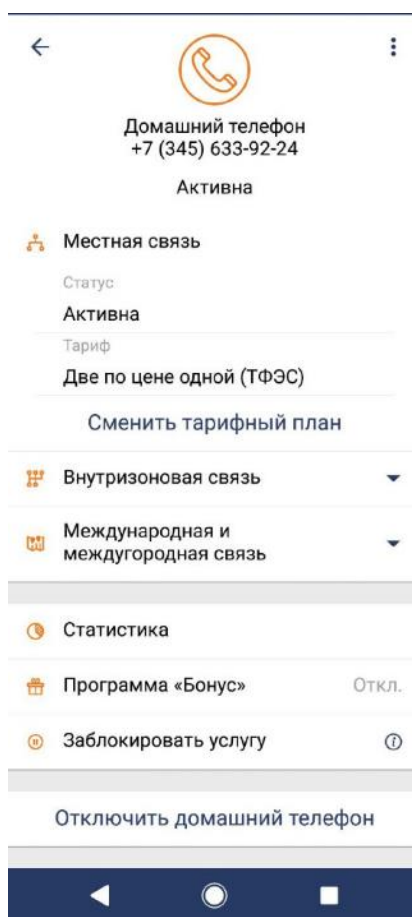 Домашний телефон
+7 (345) 633-92-24
Активна
Местная связь
Статус
Активна
Тариф
Две по цене одной (ТФЭС)
Сменить тарифный план
Внутризоновая связь
Международная и
междугородная связь
Статистика
Программа «Бонус» Откл.
Заблокировать услугу
Отключить домашний телефон